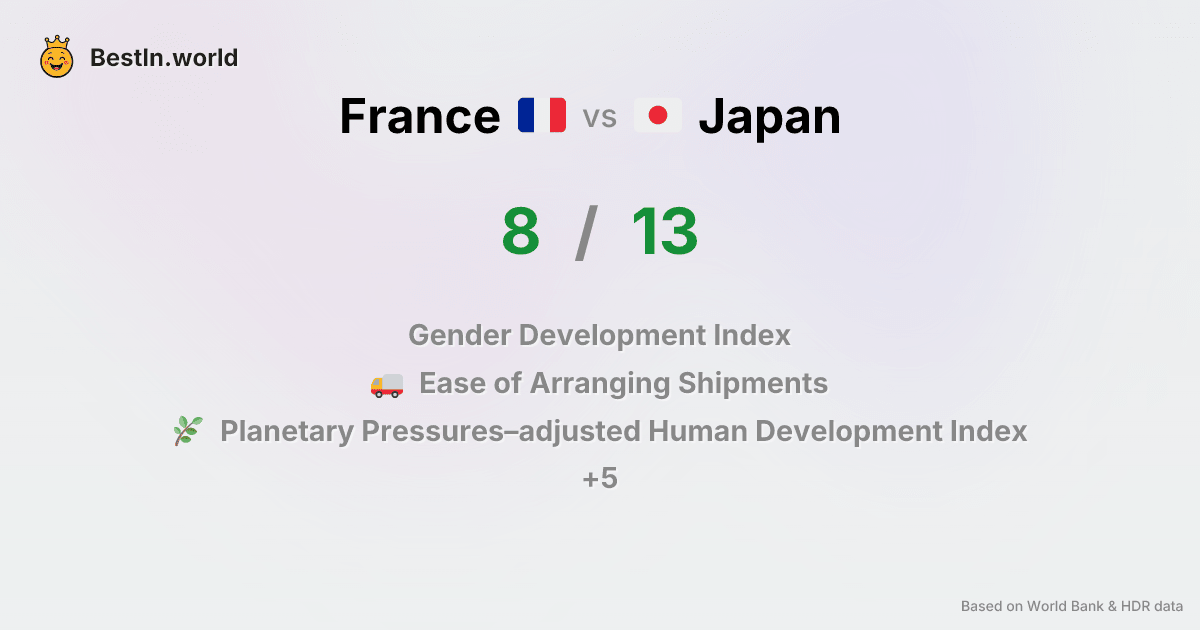 BestIn.world
France vs Japan
8 / 13
Gender Development Index
Ease of Arranging Shipments
Planetary Pressures–adjusted Human Development Index
+5
Based on World Bank & HDR data